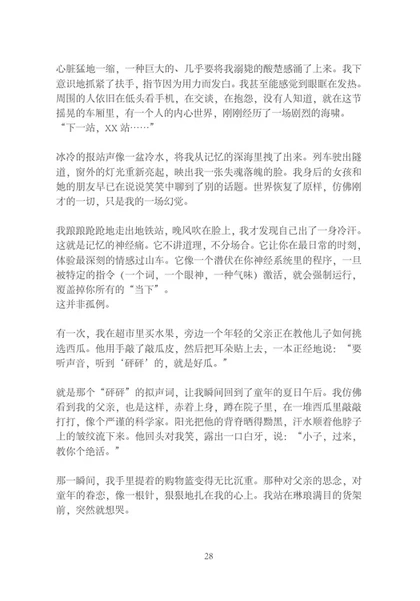 心脏猛地一缩，一种巨大的、几乎要将我溺毙的酸楚感涌了上来。我下
意识地抓紧了扶手，指节因为用力而发白。我甚至能感觉到眼眶在发热。
周围的人依旧在低头看手机，在交谈，在抱怨，没有人知道，就在这节
摇晃的车厢里，有一个人的内心世界，刚刚经历了一场剧烈的海啸。
“下一站，XX 站……”
冰冷的报站声像一盆冷水，将我从记忆的深海里拽了出来。列车驶出隧
道，窗外的灯光重新亮起，映出我一张失魂落魄的脸。我身后的女孩和
她的朋友早已在说说笑笑中聊到了别的话题。世界恢复了原样，仿佛刚
才的一切，只是我的一场幻觉。
我踉踉跄跄地走出地铁站，晚风吹在脸上，我才发现自己出了一身冷汗。
这就是记忆的神经痛。它不讲道理，不分场合。它让你在最日常的时刻，
体验最深刻的情感过山车。它像一个潜伏在你神经系统里的程序，一旦
被特定的指令（一个词，一个眼神，一种气味）激活，就会强制运行，
覆盖掉你所有的“当下”。
这并非孤例。
有一次，我在超市里买水果，旁边一个年轻的父亲正在教他儿子如何挑
选西瓜。他用手敲了敲瓜皮，然后把耳朵贴上去，一本正经地说：“要
听声音，听到‘砰砰’的，就是好瓜。”
就是那个“砰砰”的拟声词，让我瞬间回到了童年的夏日午后。我仿佛
看到我的父亲，也是这样，赤着上身，蹲在院子里，在一堆西瓜里敲敲
打打，像个严谨的科学家。阳光把他的背脊晒得黝黑，汗水顺着他脖子
上的皱纹流下来。他回头对我笑，露出一口白牙，说：“小子，过来，
教你个绝活。”
那一瞬间，我手里提着的购物篮变得无比沉重。那种对父亲的思念，对
童年的眷恋，像一根针，狠狠地扎在我的心上。我站在琳琅满目的货架
前，突然就想哭。
28